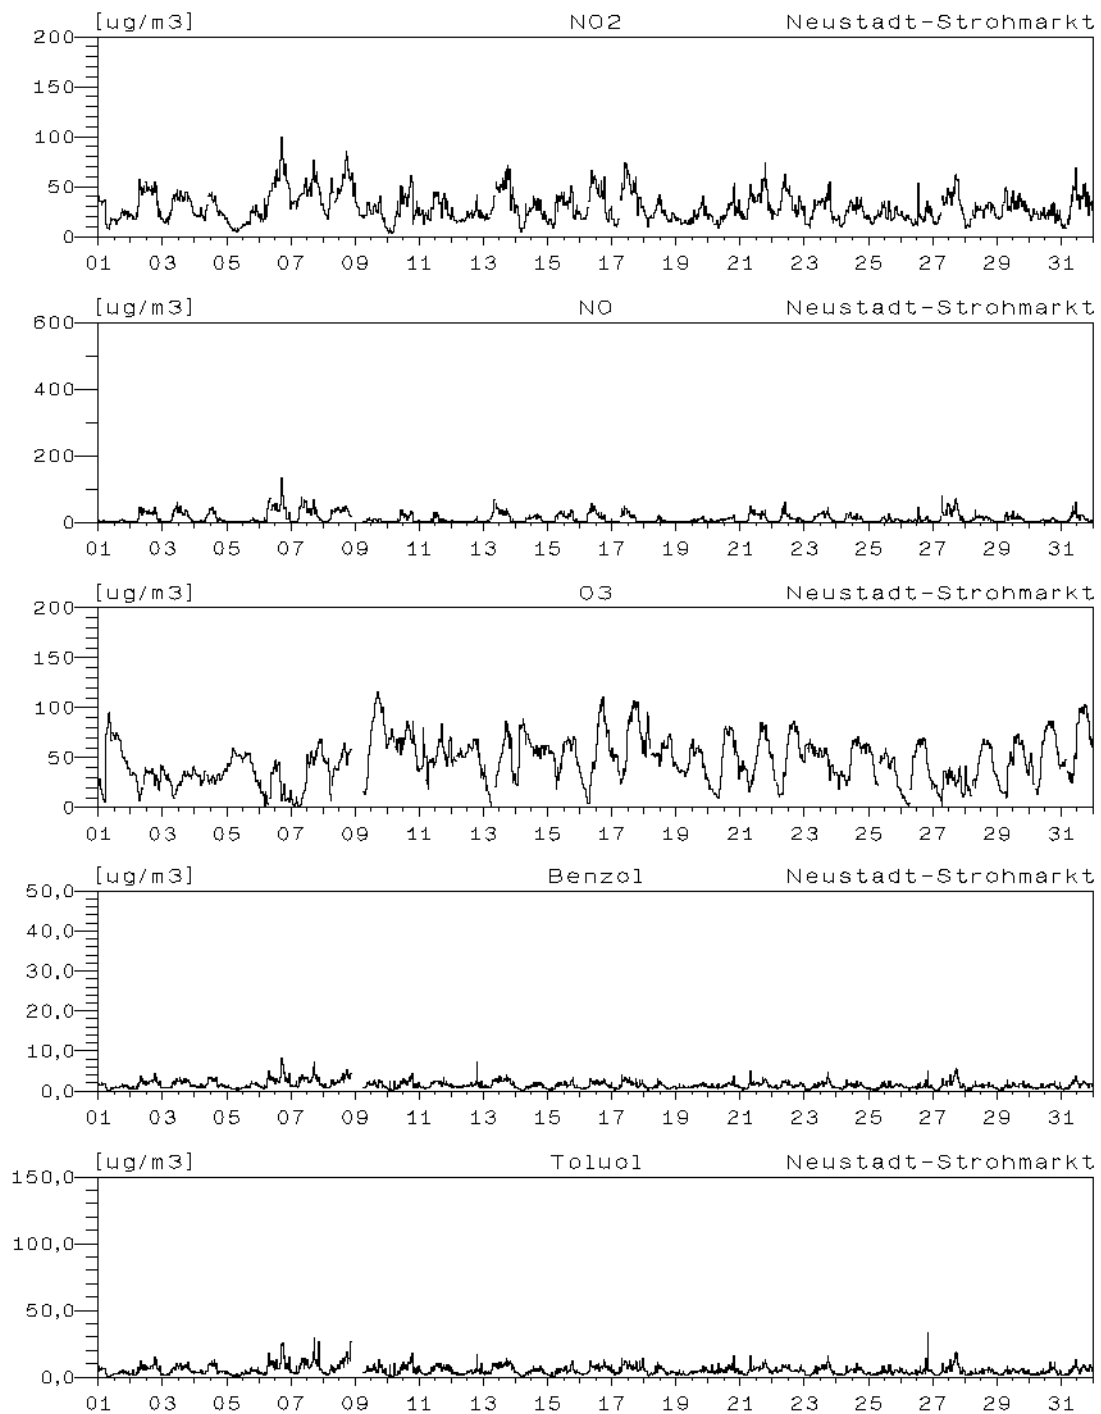 [ug/m3] NO2 Neustadt-Strohmarkt
200
150
100
50
0
01 03 05 07 09 11 13 15 17 19 21 23 25 27 29 31
[ug/m3] NO Neustadt-Strohmarkt
600
400
200
0
01 03 05 07 09 11 13 15 17 19 21 23 25 27 29 31
[ug/m3] O3 Neustadt-Strohmarkt
200
150
100
50
0
01 03 05 07 09 11 13 15 17 19 21 23 25 27 29 31
[ug/m3] Benzol Neustadt-Strohmarkt
50,0
40,0
30,0
20,0
10,0
0,0
01 03 05 07 09 11 13 15 17 19 21 23 25 27 29 31
[ug/m3] Toluol Neustadt-Strohmarkt
150,0
100,0
50,0
0,0
01 03 05 07 09 11 13 15 17 19 21 23 25 27 29 31